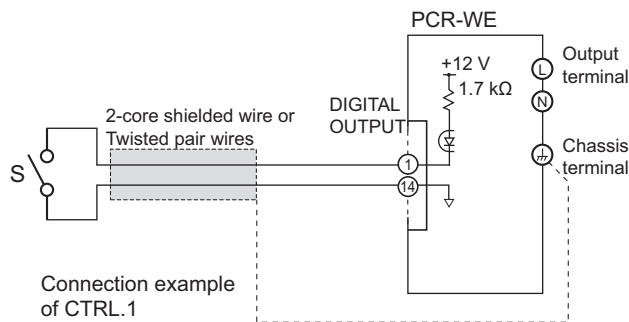 PCR-WE
+12 V
1.7 kΩ
L
N
Output
terminal
DIGITAL
OUTPUT
2-core shielded wire or
Twisted pair wires
S
1
14
Chassis
terminal
Connection example
of CTRL.1